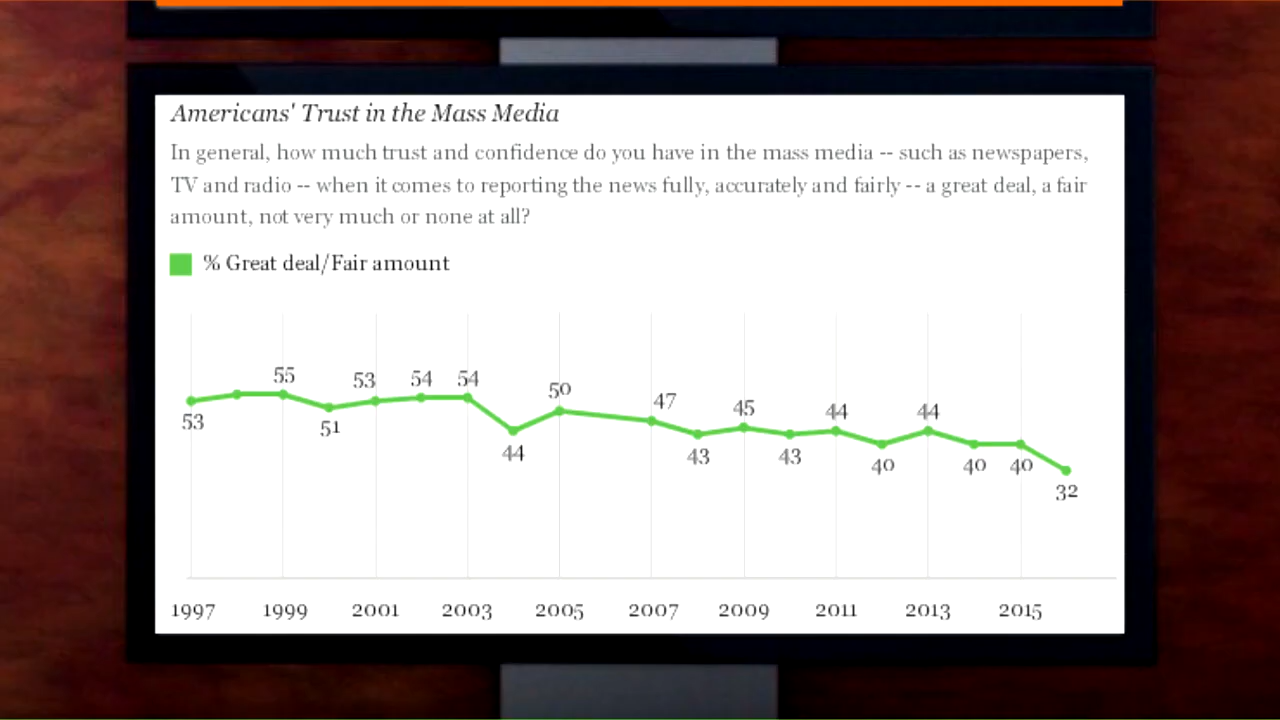 Americans' Trust in the Mass Media
In general, how much trust and confidence do you have in the mass media -- such as newspapers,
TV and radio -- when it comes to reporting the news fully, accurately and fairly -- a great deal, a fair
amount, not very much or none at all?
% Great deal/Fair amount
55 53 54 54 50 47 45 44 44
53 51 44 43 43 40 40 40 32
1997 1999 2001 2003 2005 2007 2009 2011 2013 2015